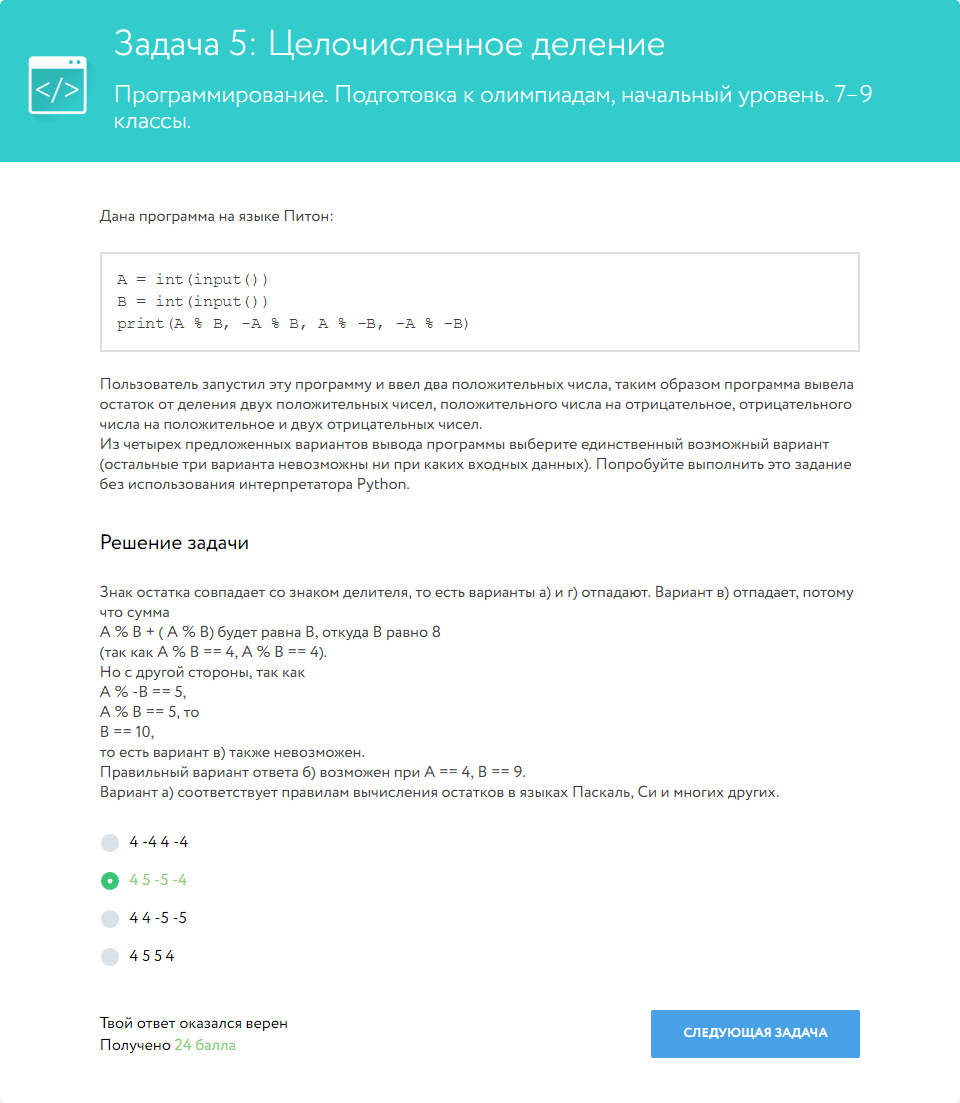 Задача 5: Целочисленное деление
</>
Программирование. Подготовка к олимпиадам, начальный уровень. 7–9
классы.
Дана программа на языке Питон:
A = int(input())
B = int(input())
print(A % B, -A % B, A % -B, -A % -B)
Пользователь запустил эту программу и ввел два положительных числа, таким образом программа вывела
остаток от деления двух положительных чисел, положительного числа на отрицательное, отрицательного
числа на положительное и двух отрицательных чисел.
Из четырех предложенных вариантов вывода программы выберите единственный возможный вариант
(остальные три варианта невозможны ни при каких входных данных). Попробуйте выполнить это задание
без использования интерпретатора Python.
Решение задачи
Знак остатка совпадает со знаком делителя, то есть варианты а) и г) отпадают. Вариант в) отпадает, потому
что сумма
A % B + ( A % B) будет равна B, откуда B равно 8
(так как A % B == 4, A % B == 4).
Но с другой стороны, так как
A % -B == 5,
A % B == 5, то
B == 10,
то есть вариант в) также невозможен.
Правильный вариант ответа б) возможен при A == 4, B == 9.
Вариант а) соответствует правилам вычисления остатков в языках Паскаль, Си и многих других.
4 -4 4 -4
4 5 -5 -4
4 4 -5 -5
4 5 5 4
Твой ответ оказался верен
Получено 24 балла
СЛЕДУЮЩАЯ ЗАДАЧА